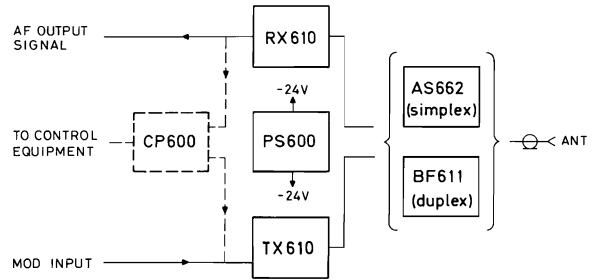 AF OUTPUT
SIGNAL
RX610
-24V
AS662
(simplex)
TO CONTROL
EQUIPMENT
CP600
PS600
ANT
-24V
BF611
(duplex)
TX610
MOD INPUT